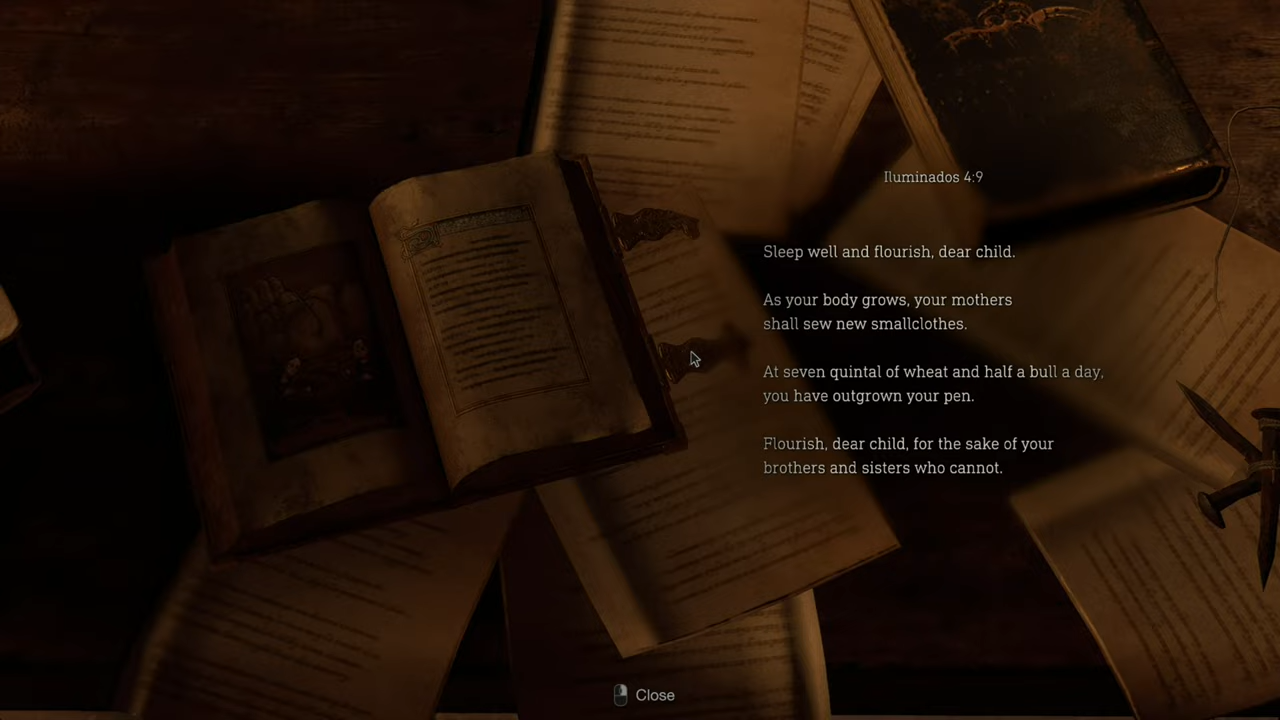 Iluminados 4:9
Sleep well and flourish, dear child.
As your body grows, your mothers
shall sew new smallclothes.
At seven quintal of wheat and half a bull a day,
you have outgrown your pen.
Flourish, dear child, for the sake of your
brothers and sisters who cannot.
Close